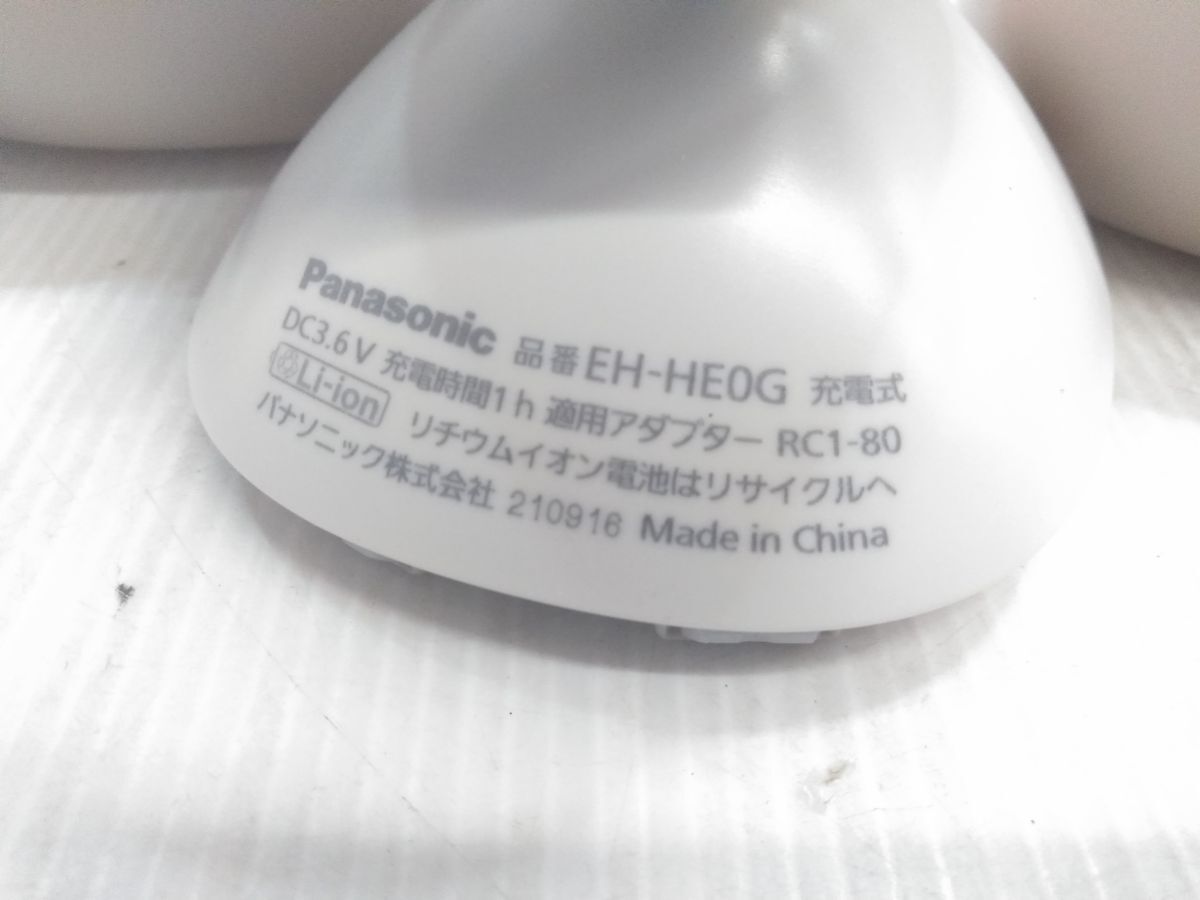 Panasonic 品番 EH-HE0G 充電式
DC3.6V 充電時間1h 適用アダプター RC1-80
Li-ion リチウムイオン電池はリサイクルへ
パナソニック株式会社 210916 Made in China